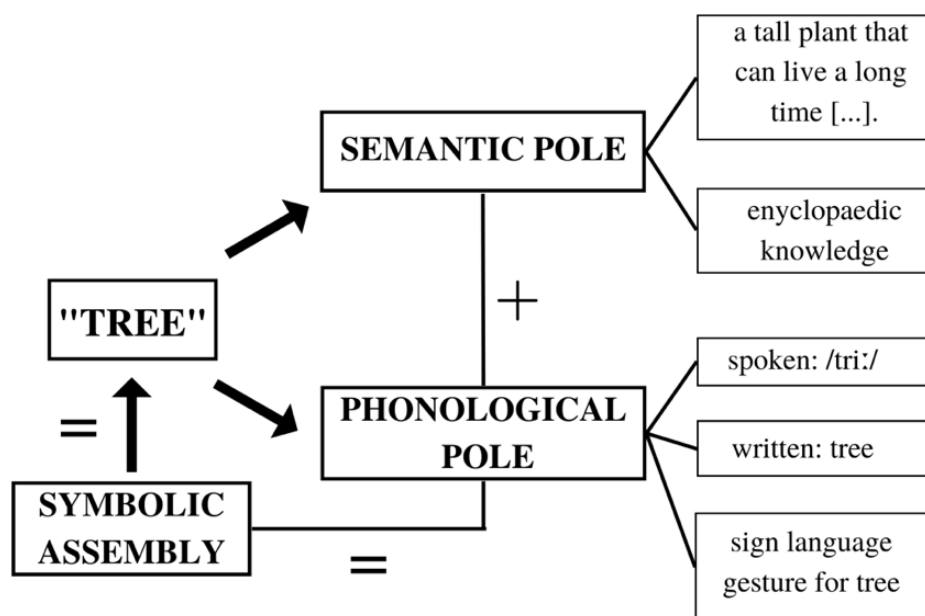 a tall plant that
can live a long
time [...].
SEMANTIC POLE
enyclopaedic
knowledge
"TREE"
+
spoken: /triː/
PHONOLOGICAL
POLE
written: tree
=
SYMBOLIC
ASSEMBLY
=
sign language
gesture for tree